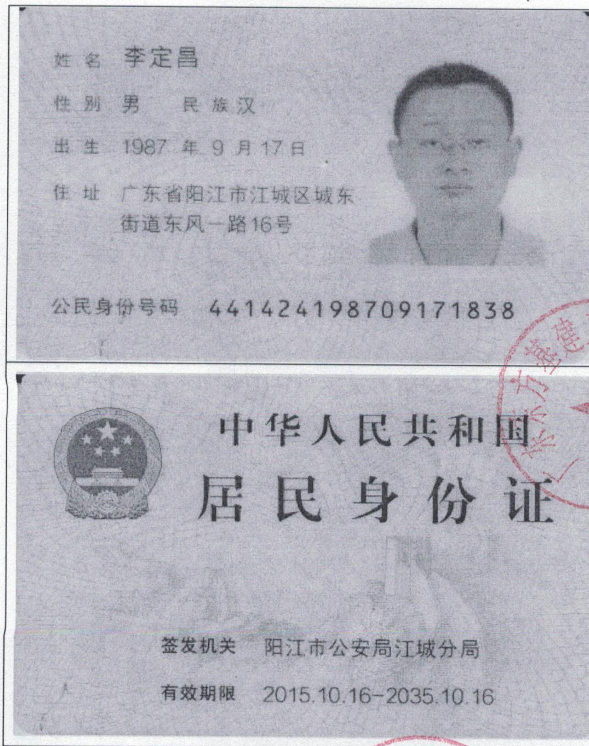 姓名 李定昌
性别 男 民族 汉
出生 1987 年 9 月 17 日
住址 广东省阳江市江城区城东
街道东风一路16号
公民身份号码 441424198709171838
广东东方
中华人民共和国
居民身份证
签发机关 阳江市公安局江城分局
有效期限 2015.10.16-2035.10.16